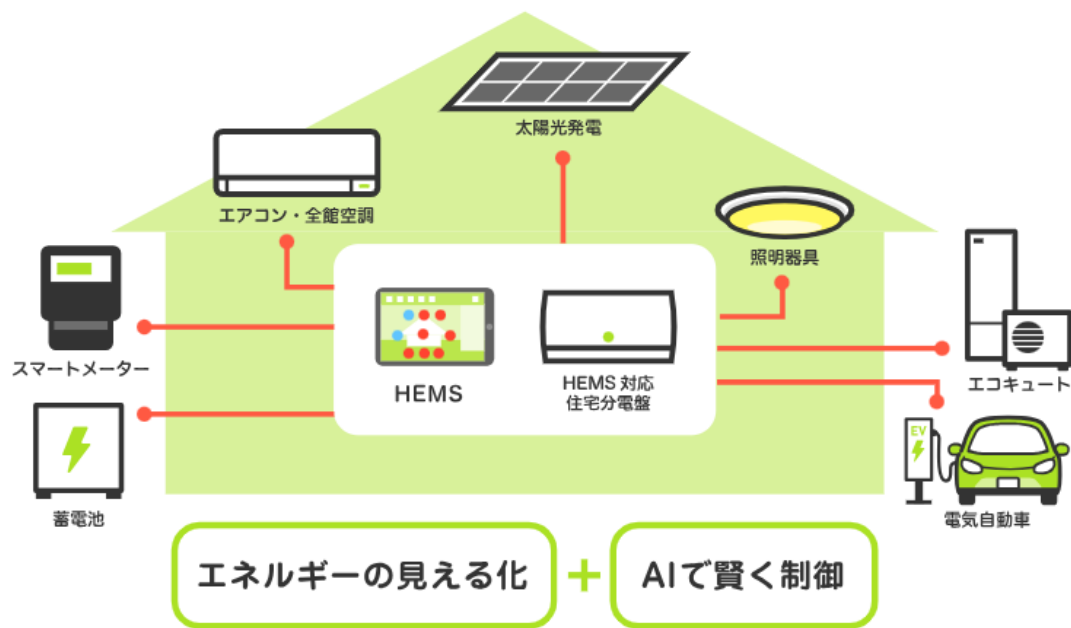 太陽光発電
エアコン・全館空調
照明器具
スマートメーター
HEMS
HEMS 対応
住宅分電盤
エコキュート
蓄電池
EV
電気自動車
エネルギーの見える化
+
AIで賢く制御